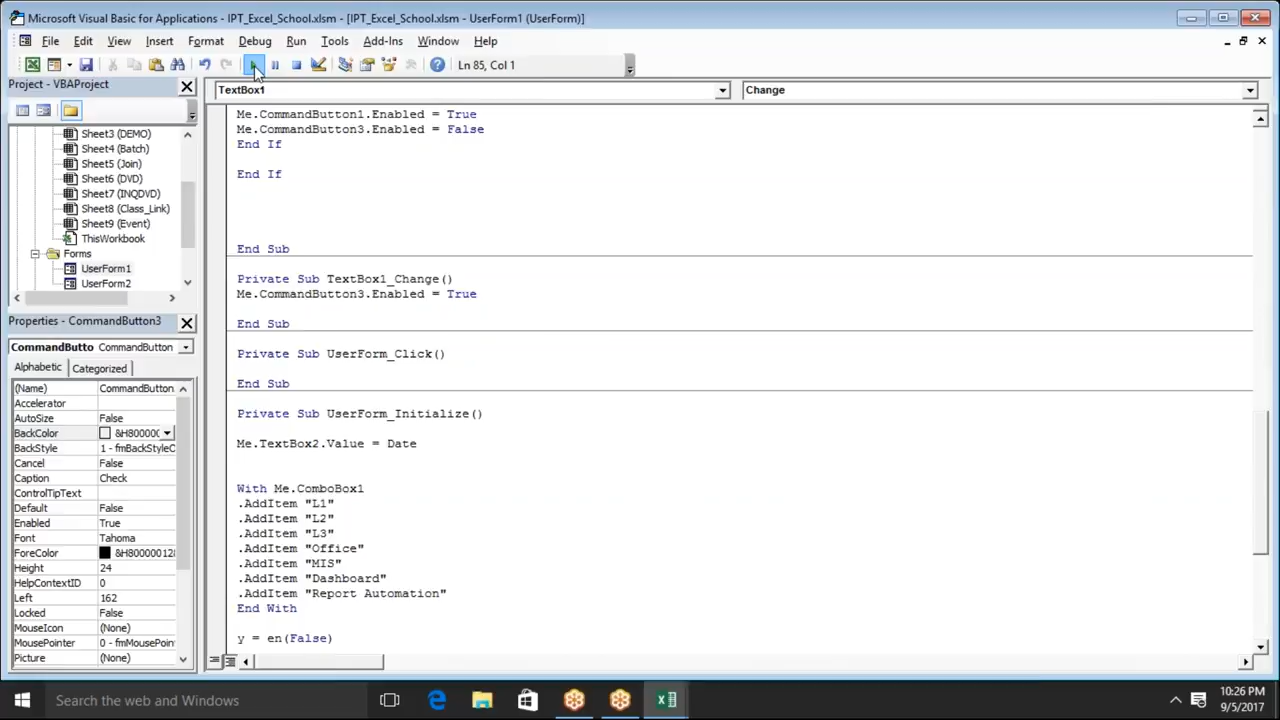 Microsoft Visual Basic for Applications - IPT_Excel_School.xlsm - [IPT_Excel_School.xlsm - UserForm1 (UserForm)]
File Edit View Insert Format Debug Run Tools Add-Ins Window Help
Ln 85, Col 1
Project - VBAProject
TextBox1
Change
Sheet3 (DEMO)
Sheet4 (Batch)
Sheet5 (Join)
Sheet6 (DVD)
Sheet7 (INQDVD)
Sheet8 (Class_Link)
Sheet9 (Event)
ThisWorkbook
Forms
UserForm1
UserForm2
Properties - CommandButton3
CommandButto CommandButton
Alphabetic Categorized
(Name) CommandButton
Accelerator
AutoSize False
BackColor &H800000
BackStyle 1 - fmBackStyleO
Cancel False
Caption Check
ControlTipText
Default False
Enabled True
Font Tahoma
ForeColor &H80000012
Height 24
HelpContextID 0
Left 162
Locked False
MouseIcon (None)
MousePointer 0 - fmMousePoin
Picture (None)
Me.CommandButton1.Enabled = True
Me.CommandButton3.Enabled = False
End If
End If
End Sub
Private Sub TextBox1_Change()
Me.CommandButton3.Enabled = True
End Sub
Private Sub UserForm_Click()
End Sub
Private Sub UserForm_Initialize()
Me.TextBox2.Value = Date
With Me.ComboBox1
.AddItem "L1"
.AddItem "L2"
.AddItem "L3"
.AddItem "Office"
.AddItem "MIS"
.AddItem "Dashboard"
.AddItem "Report Automation"
End With
y = en(False)
Search the web and Windows
10:26 PM
9/5/2017